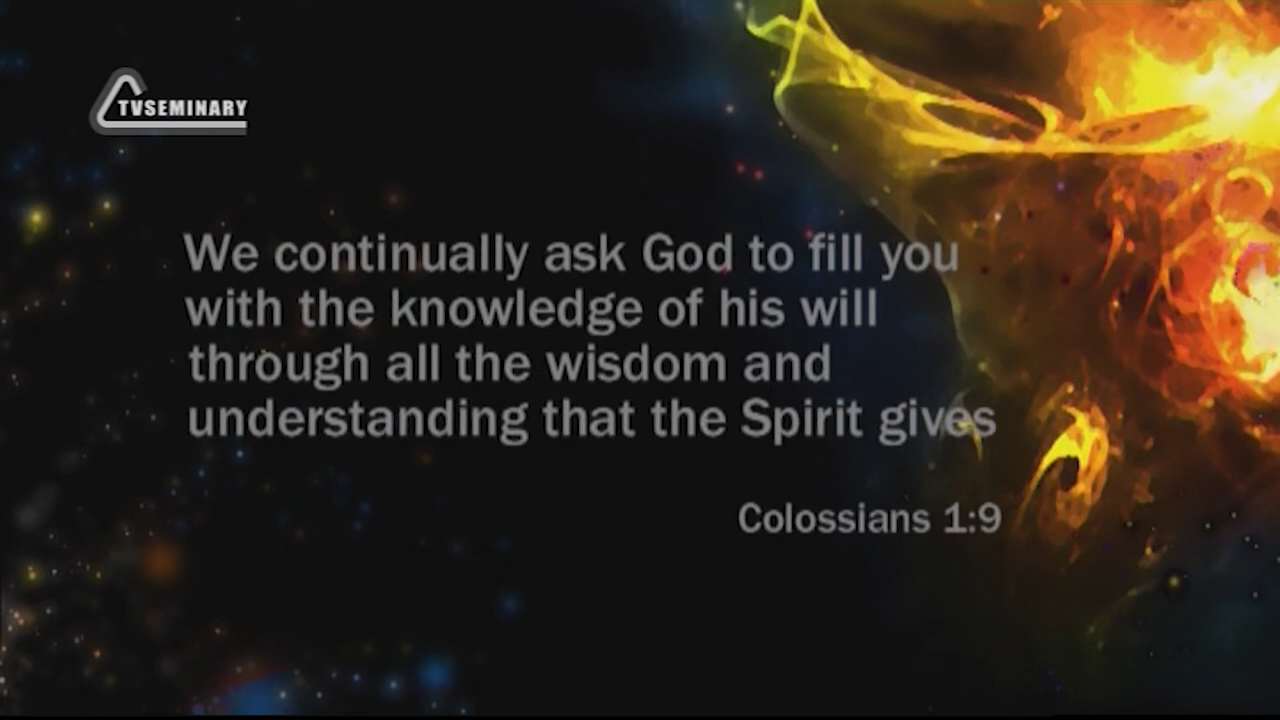 TVSEMINARY
We continually ask God to fill you
with the knowledge of his will
through all the wisdom and
understanding that the Spirit gives
Colossians 1:9